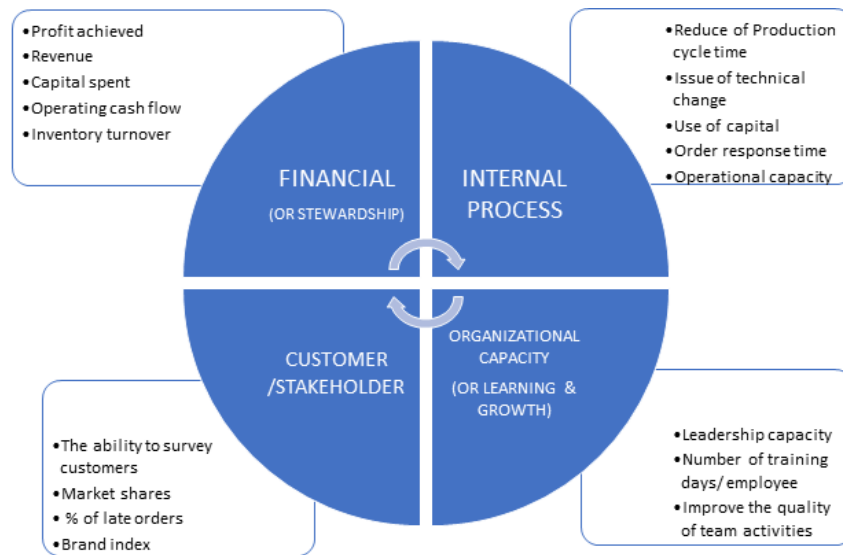 •Profit achieved
•Revenue
•Capital spent
•Operating cash flow
•Inventory turnover
•Reduce of Production
cycle time
•Issue of technical
change
•Use of capital
•Order response time
•Operational capacity
FINANCIAL
(OR STEWARDSHIP)
INTERNAL
PROCESS
CUSTOMER
/STAKEHOLDER
ORGANIZATIONAL
CAPACITY
(OR LEARNING &
GROWTH)
•The ability to survey
customers
•Market shares
• % of late orders
•Brand index
•Leadership capacity
•Number of training
days/ employee
•Improve the quality
of team activities